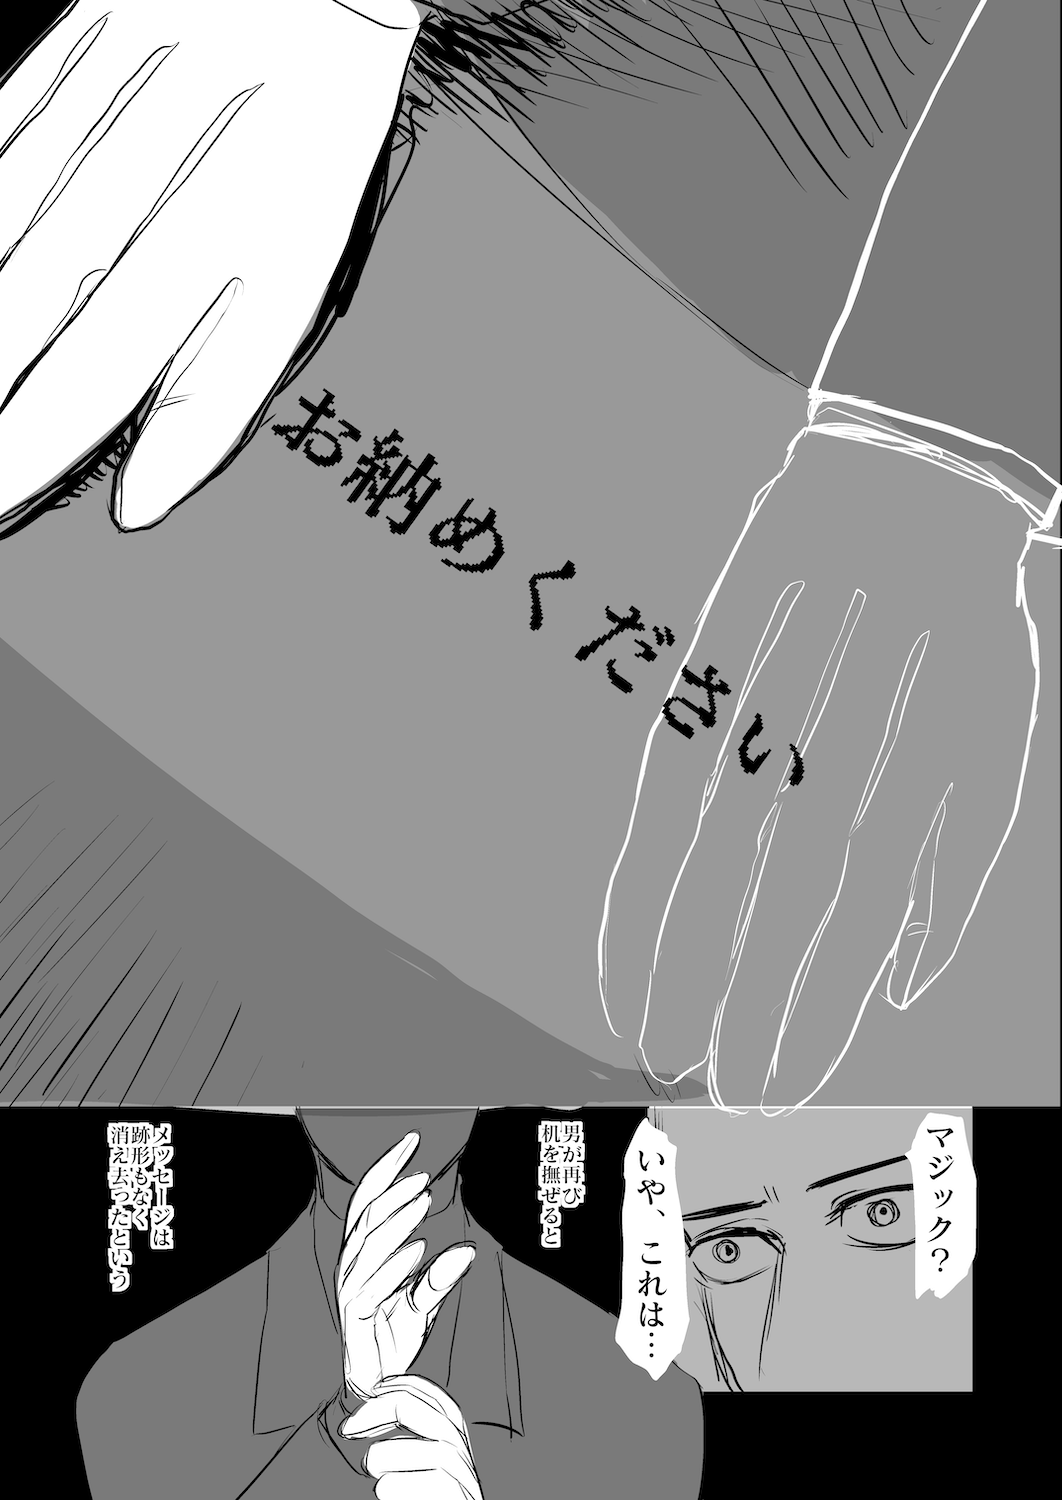 お納めください
マジック？
いや、これは…
男が再び
机を撫ぜると
メッセージは
跡形もなく
消え去ったという